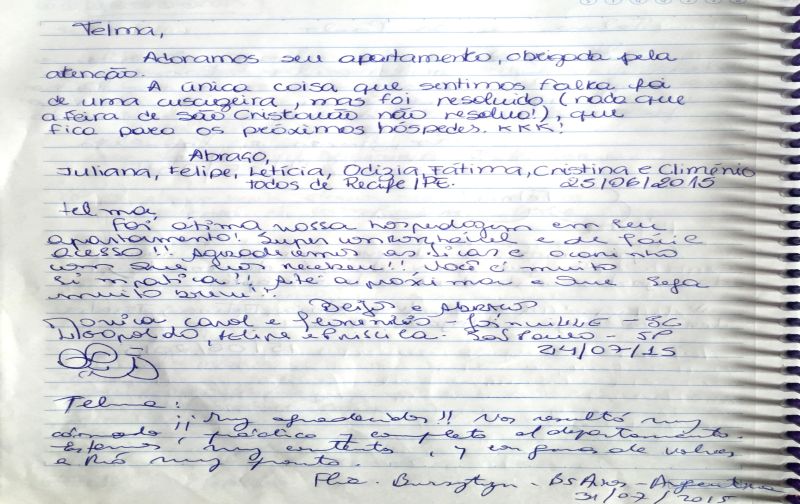 Telma,
Adoramos seu apartamento, obrigada pela
atenção.
A única coisa que sentimos falta foi
de uma cuscuzeira, mas foi resolvido (nada que
a feira de São Cristovão não resolva!), que
fica para os próximos hóspedes. KKK!
Abraço,
Juliana, Felipe, Letícia, Odizia, Fátima, Cristina e Climénio
todos de Recife/PE. 25/06/2015
telma,
Foi ótima nossa hospedagem em seu
apartamento! Super confortável e de fácil
acesso!! Agradecemos as dicas e o carinho
com que nos recebeu!! Você é muito
simpática!! Até a próxima e que seja
muito breve!!
Beijos e Abraços
carol e - Joinville - SC
Leopoldo, Felipe e Priscila - São Paulo - SP
24/07/15
Telma:
¡¡ Muy agradecidos!! Nos resultó muy
cómodo, práctico y completo el departamento.
Estamos muy contentos, y con ganas de volver
a Rio muy pronto.
Flia. Bursztyn - Bs Aires - Argentina
31/07/2015